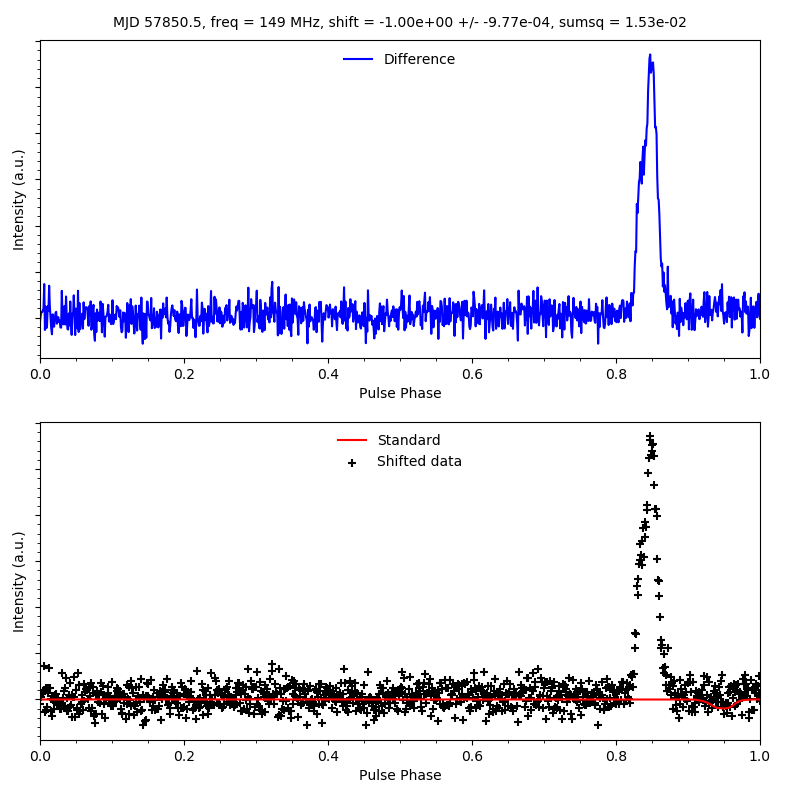 MJD 57850.5, freq = 149 MHz, shift = -1.00e+00 +/- -9.77e-04, sumsq = 1.53e-02
Difference
Intensity (a.u.)
0.0 0.2 0.4 0.6 0.8 1.0
Pulse Phase
Standard
Shifted data
Intensity (a.u.)
0.0 0.2 0.4 0.6 0.8 1.0
Pulse Phase